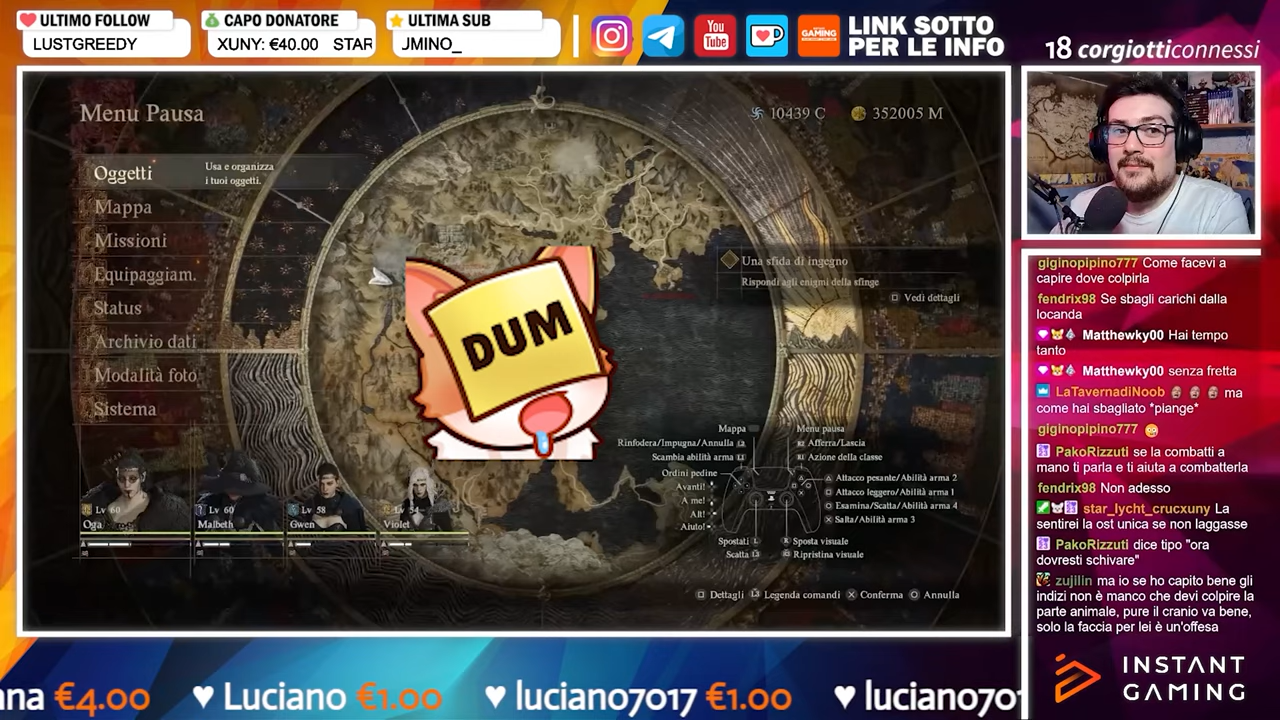 ULTIMO FOLLOW
LUSTGREEDY
CAPO DONATORE
XUNY: €40.00 STAR
ULTIMA SUB
JMINO_
You
Tube
INSTANT
GAMING
LINK SOTTO
PER LE INFO
18 corgiotticonnessi
Menu Pausa
10439 C
352005 M
Oggetti
Usa e organizza
i tuoi oggetti.
Mappa
Missioni
Equipaggiam.
Status
Archivio dati
Modalità foto
Sistema
Una sfida di ingegno
Rispondi agli enigmi della sfinge
Vedi dettagli
DUM
Mappa
Menu pausa
Rinfodera/Impugna/Annulla
Afferra/Lascia
Scambia abilità arma
Azione della classe
Ordini pedine
Avanti!
A me!
Alt!
Aiuto!
Attacco pesante/Abilità arma 2
Attacco leggero/Abilità arma 1
Esamina/Scatta/Abilità arma 4
Salta/Abilità arma 3
Spostati
Sposta visuale
Scatta
Ripristina visuale
Lv 60
Oga
Lv 60
Malbeth
Lv 58
Gwen
Lv 54
Violet
Dettagli
Legenda comandi
Conferma
Annulla
giginopipino777 Come facevi a
capire dove colpirla
fendrix98 Se sbagli carichi dalla
locanda
Matthewky00 Hai tempo
tanto
Matthewky00 senza fretta
LaTavernadiNoob ma
come hai sbagliato *piange*
giginopipino777
PakoRizzuti se la combatti a
mano ti parla e ti aiuta a combatterla
fendrix98 Non adesso
star_lycht_crucxuny La
sentirei la ost unica se non laggasse
PakoRizzuti dice tipo "ora
dovresti schivare"
zujilin ma io se ho capito bene gli
indizi non è manco che devi colpire la
parte animale, pure il cranio va bene,
solo la faccia per lei è un'offesa
INSTANT
GAMING
ana €4.00 ♥ Luciano €1.00 ♥ luciano7017 €1.00 ♥ luciano701